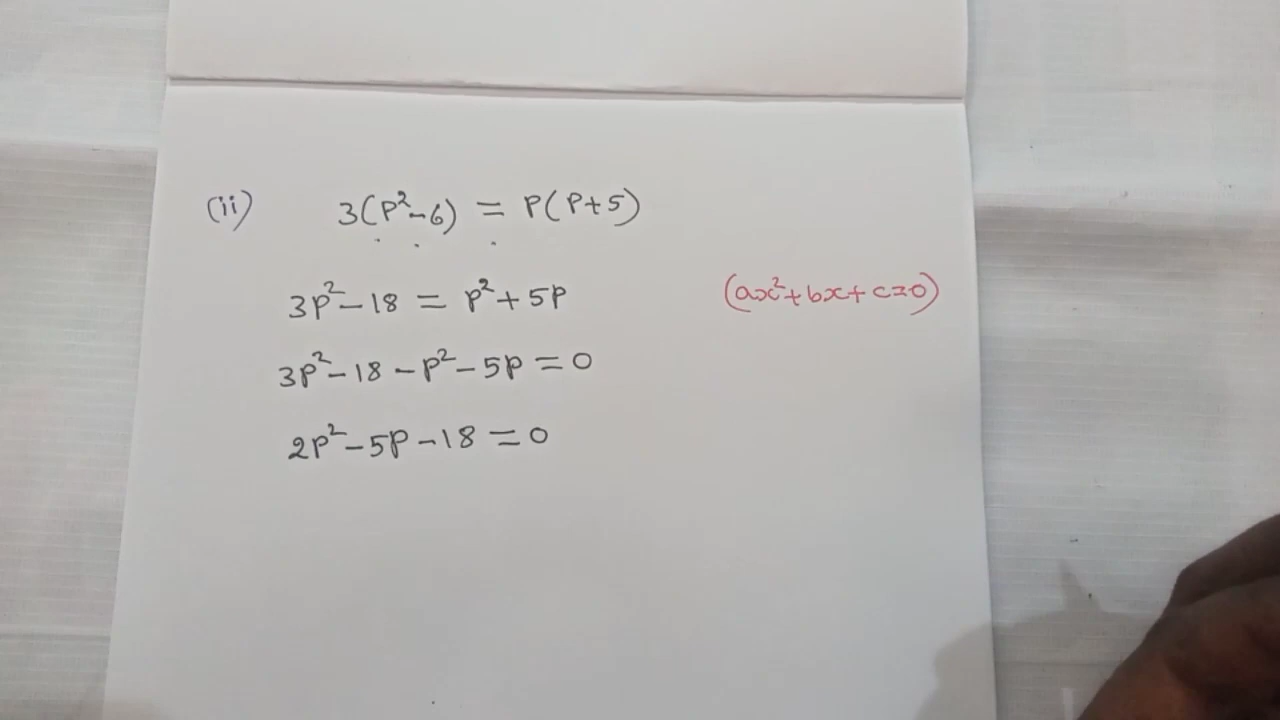 (ii) 3(P²-6) = P(P+5)
3p²-18 = p²+5p
(ax²+bx+c=0)
3p²-18-p²-5p=0
2p²-5p-18=0